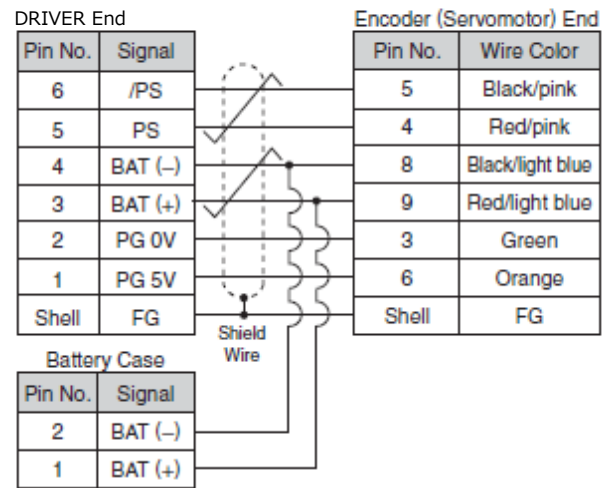 DRIVER End Encoder (Servomotor) End
Pin No. Signal Pin No. Wire Color
6 /PS 5 Black/pink
5 PS 4 Red/pink
4 BAT (–) 8 Black/light blue
3 BAT (+) 9 Red/light blue
2 PG 0V 3 Green
1 PG 5V 6 Orange
Shell FG Shell FG
Shield
Wire
Battery Case
Pin No. Signal
2 BAT (–)
1 BAT (+)